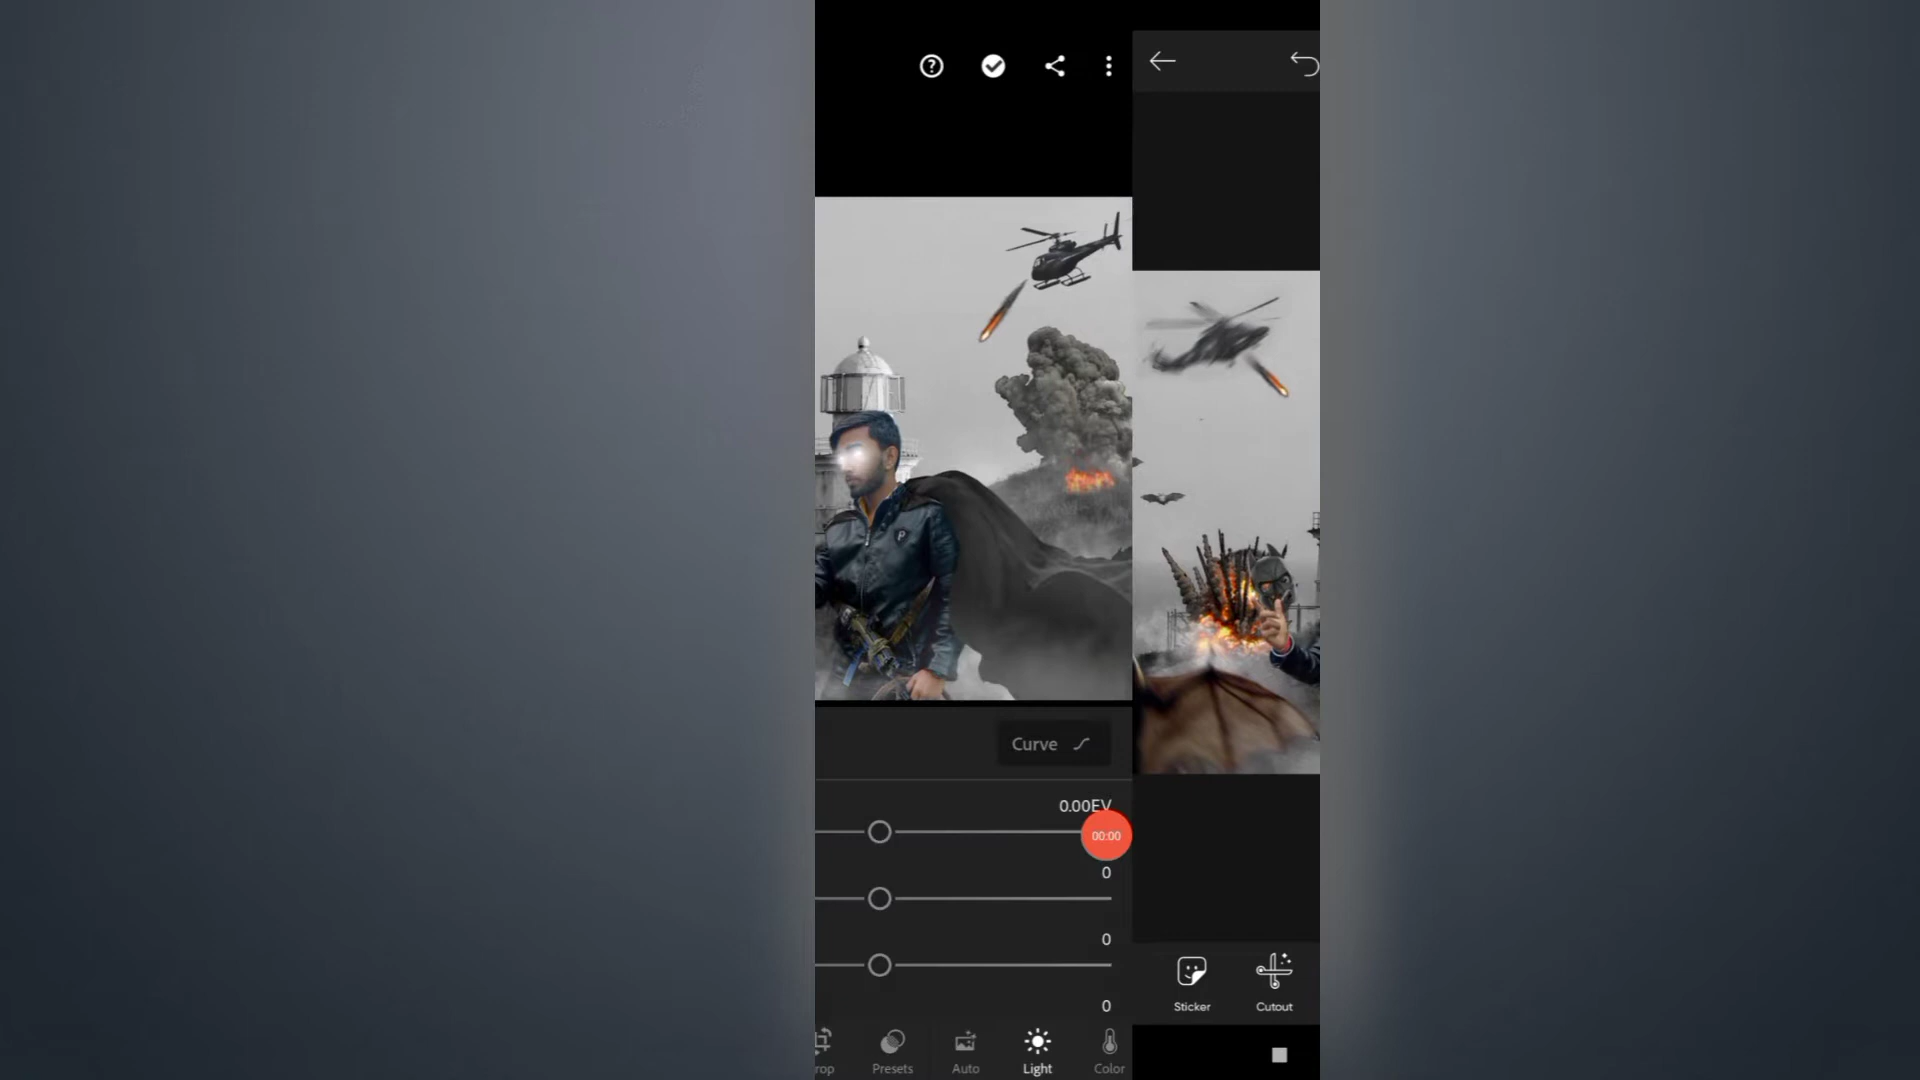 Curve
0.00EV
00:00
0
0
0
Sticker
Cutout
rop
Presets
Auto
Light
Color
P